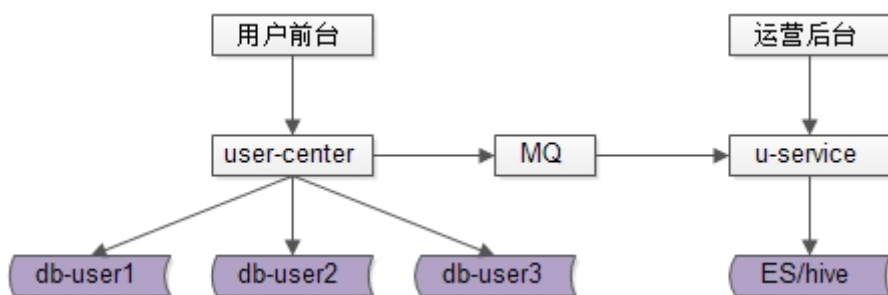 用户前台
运营后台
user-center
MQ
u-service
db-user1
db-user2
db-user3
ES/hive